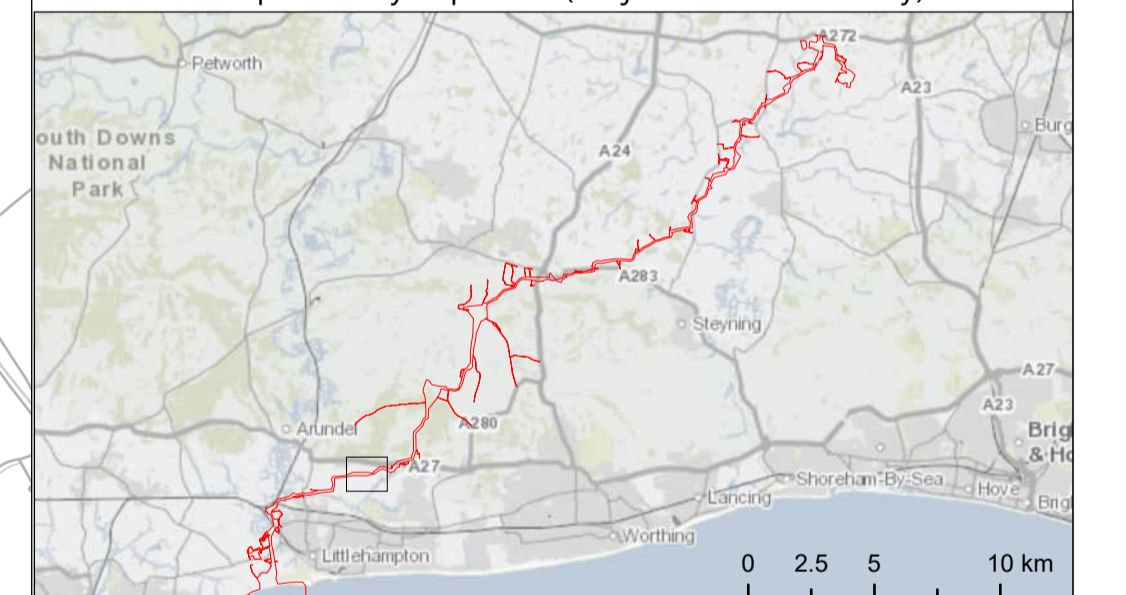 A272
Petworth
A23
Burg
outh Downs
National
Park
A24
A283
Steyning
A27
A23
Arundel
A280
Brig
& Ho
A27
Shoreham-By-Sea
Hove
Lancing
Brig
Worthing
Littlehampton
0 2.5 5 10 km